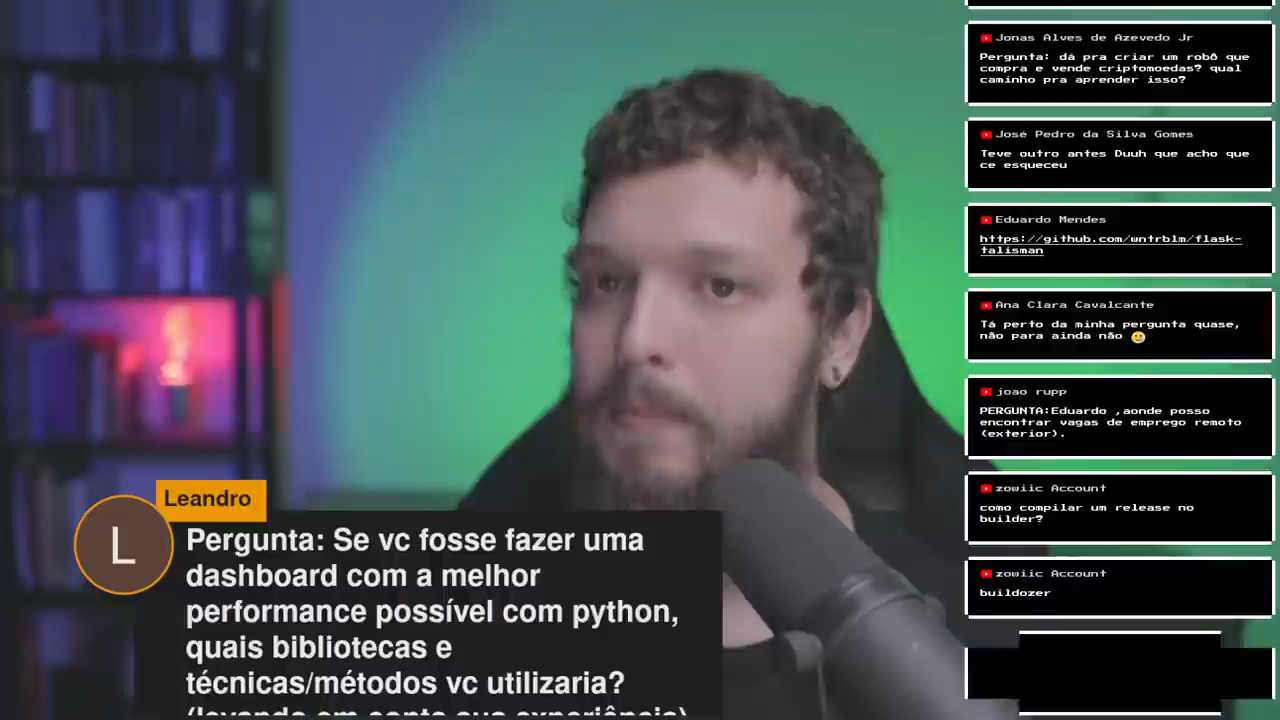 Jonas Alves de Azevedo Jr
Pergunta: dá pra criar um robô que
compra e vende criptomoedas? qual
caminho pra aprender isso?
José Pedro da Silva Gomes
Teve outro antes Duuh que acho que
ce esqueceu
Eduardo Mendes
https://github.com/wntrblm/flask-
talisman
Ana Clara Cavalcante
Tá perto da minha pergunta quase,
não para ainda não
joao rupp
PERGUNTA:Eduardo ,aonde posso
encontrar vagas de emprego remoto
(exterior).
zowiic Account
como compilar um release no
builder?
zowiic Account
buildozer
Leandro
L
Pergunta: Se vc fosse fazer uma
dashboard com a melhor
performance possível com python,
quais bibliotecas e
técnicas/métodos vc utilizaria?
(levando em conta sua experiência)